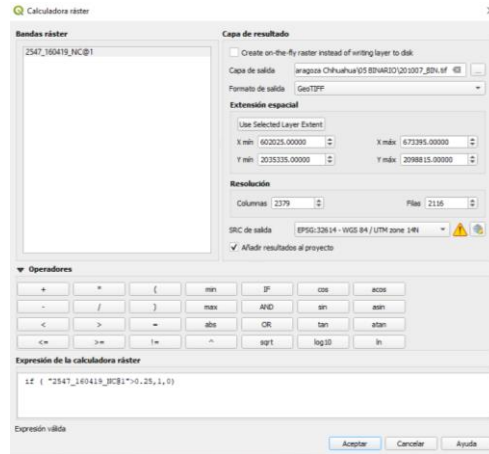 Calculadora ráster
Bandas ráster
2547_160419_NC@1
Capa de resultado
Create on-the-fly raster instead of writing layer to disk
Capa de salida aragoza Chihuahua\05 BINARIO\201007_BIN.tif ...
Formato de salida GeoTIFF
Extensión espacial
Use Selected Layer Extent
X mín 602025.00000 X máx 673395.00000
Y mín 2035335.00000 Y máx 2098815.00000
Resolución
Columnas 2379 Filas 2116
SRC de salida EPSG:32614 - WGS 84 / UTM zone 14N
Añadir resultados al proyecto
Operadores
+ * ( min IF cos acos
- / ) max AND sin asin
< > = abs OR tan atan
<= >= != ^ sqrt log10 ln
Expresión de la calculadora ráster
if ( "2547_160419_NC@1">0.25,1,0)
Expresión válida
Aceptar Cancelar Ayuda